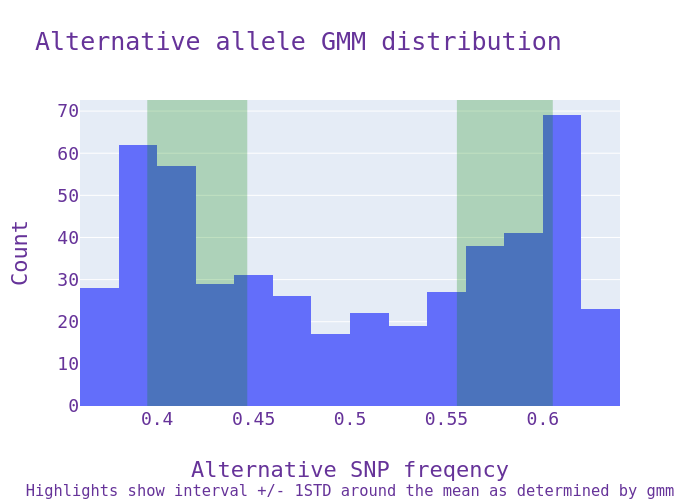 Alternative allele GMM distribution
70
60
50
40
30
20
10
0
Count
0.4 0.45 0.5 0.55 0.6
Alternative SNP freqency
Highlights show interval +/- 1STD around the mean as determined by gmm